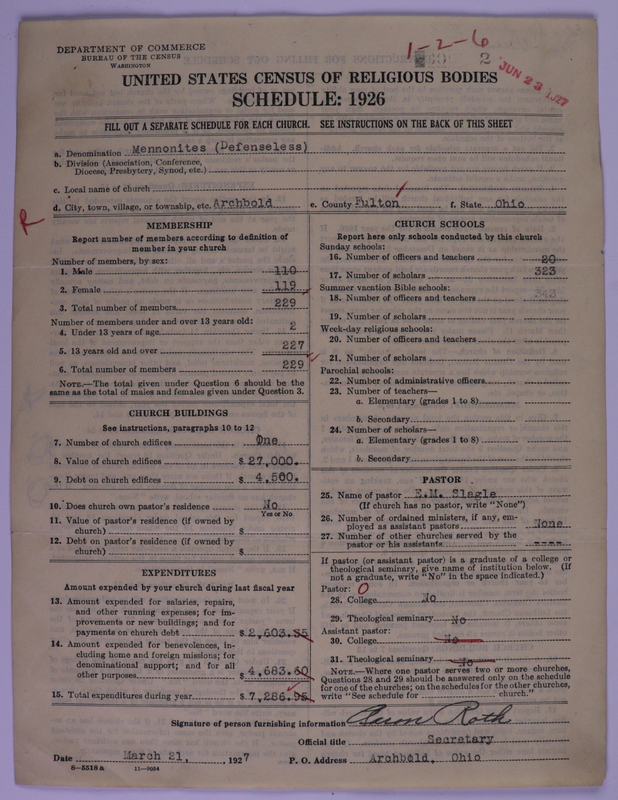 DEPARTMENT OF COMMERCE
BUREAU OF THE CENSUS
WASHINGTON
1-2-6
2
JUN 23 1927
UNITED STATES CENSUS OF RELIGIOUS BODIES
SCHEDULE: 1926
FILL OUT A SEPARATE SCHEDULE FOR EACH CHURCH. SEE INSTRUCTIONS ON THE BACK OF THIS SHEET
a. Denomination Mennonites (Defenseless)
b. Division (Association, Conference,
Diocese, Presbytery, Synod, etc.)
c. Local name of church
d. City, town, village, or township, etc. Archbold e. County Fulton f. State Ohio
R
MEMBERSHIP
Report number of members according to definition of
member in your church
Number of members, by sex:
1. Male 110
2. Female 119
3. Total number of members 229
Number of members under and over 13 years old:
4. Under 13 years of age 2
5. 13 years old and over 227
6. Total number of members 229
NOTE.—The total given under Question 6 should be
same as the total of males and females given under Question 3.
CHURCH BUILDINGS
See instructions, paragraphs 10 to 12
7. Number of church edifices One
8. Value of church edifices $ 27,000.
9. Debt on church edifices $ 4,500.
10. Does church own pastor's residence No
Yes or No
11. Value of pastor's residence (if owned by
church) $
12. Debt on pastor's residence (if owned by
church) $
EXPENDITURES
Amount expended by your church during last fiscal year
13. Amount expended for salaries, repairs,
and other running expenses; for im-
provements or new buildings; and for
payments on church debt $ 2,603.35
14. Amount expended for benevolences, in-
cluding home and foreign missions; for
denominational support; and for all
other purposes $ 4,683.60
15. Total expenditures during year $ 7,286.95
CHURCH SCHOOLS
Report here only schools conducted by this church
Sunday schools:
16. Number of officers and teachers 20
17. Number of scholars 323
Summer vacation Bible schools:
18. Number of officers and teachers
19. Number of scholars
Week-day religious schools:
20. Number of officers and teachers
21. Number of scholars
Parochial schools:
22. Number of administrative officers
23. Number of teachers—
a. Elementary (grades 1 to 8)
b. Secondary
24. Number of scholars—
a. Elementary (grades 1 to 8)
b. Secondary
PASTOR
25. Name of pastor E.M. Slagle
(If church has no pastor, write "None")
26. Number of ordained ministers, if any, em-
ployed as assistant pastors None
27. Number of other churches served by the
pastor or his assistants ----
If pastor (or assistant pastor) is a graduate of a college or
theological seminary, give name of institution below. (If
not a graduate, write "No" in the space indicated.)
Pastor: 0
28. College No
29. Theological seminary No
Assistant pastor:
30. College No
31. Theological seminary No
NOTE.—Where one pastor serves two or more churches,
Questions 28 and 29 should be answered only on the schedule
for one of the churches; on the schedules for the other churches,
write "See schedule for church."
Signature of person furnishing information Aaron Roth
Official title Secretary
Date March 21, 1927 P. O. Address Archbold, Ohio
8-5518 a 11-9054